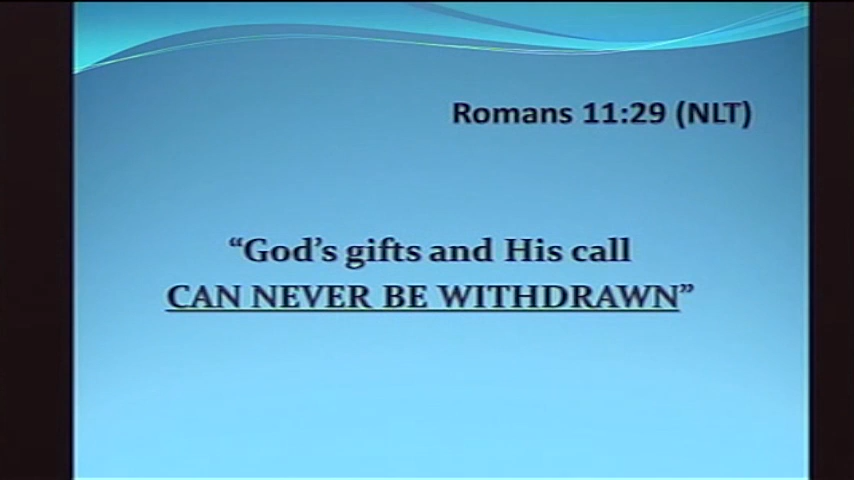 Romans 11:29 (NLT)
“God’s gifts and His call
CAN NEVER BE WITHDRAWN”